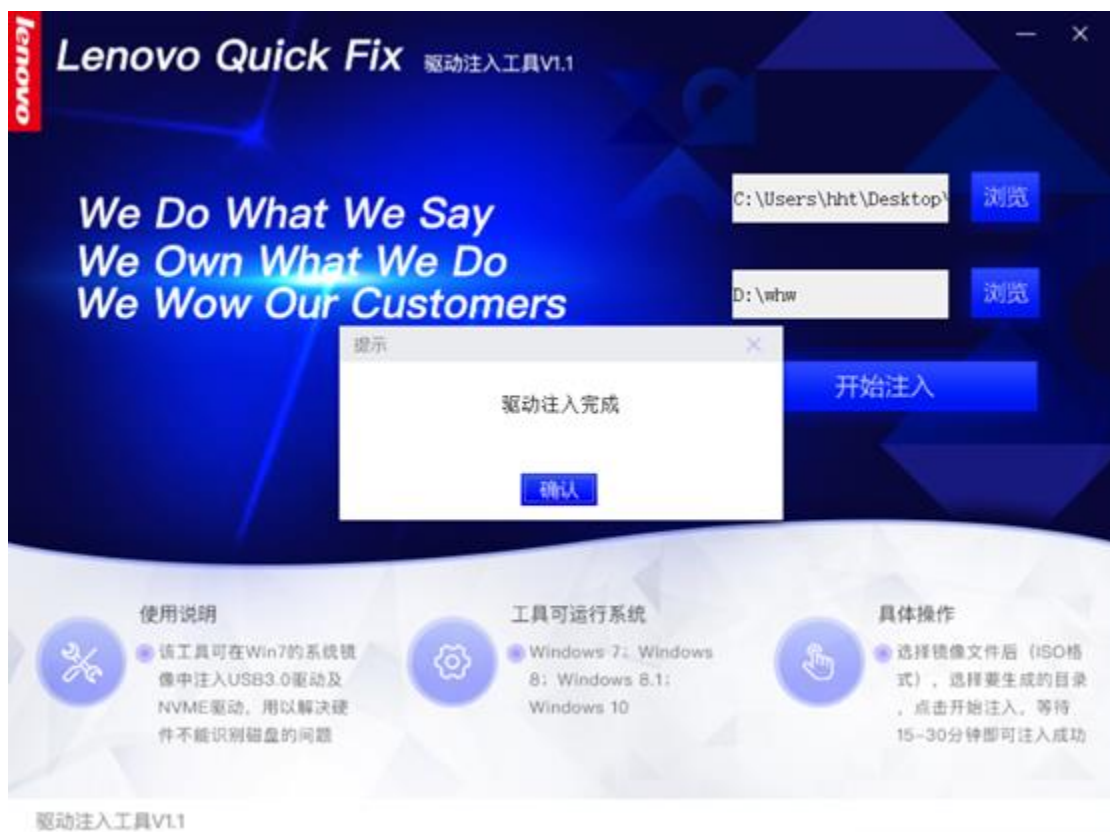 lenovo
Lenovo Quick Fix 驱动注入工具V1.1
We Do What We Say
We Own What We Do
We Wow Our Customers
C:\Users\hht\Desktop\
浏览
D:\whw
浏览
开始注入
提示
驱动注入完成
确认
使用说明
该工具可在Win7的系统镜
像中注入USB3.0驱动及
NVME驱动，用以解决硬
件不能识别磁盘的问题
工具可运行系统
Windows 7；Windows
8；Windows 8.1；
Windows 10
具体操作
选择镜像文件后（ISO格
式），选择要生成的目录
，点击开始注入，等待
15-30分钟即可注入成功
驱动注入工具V1.1